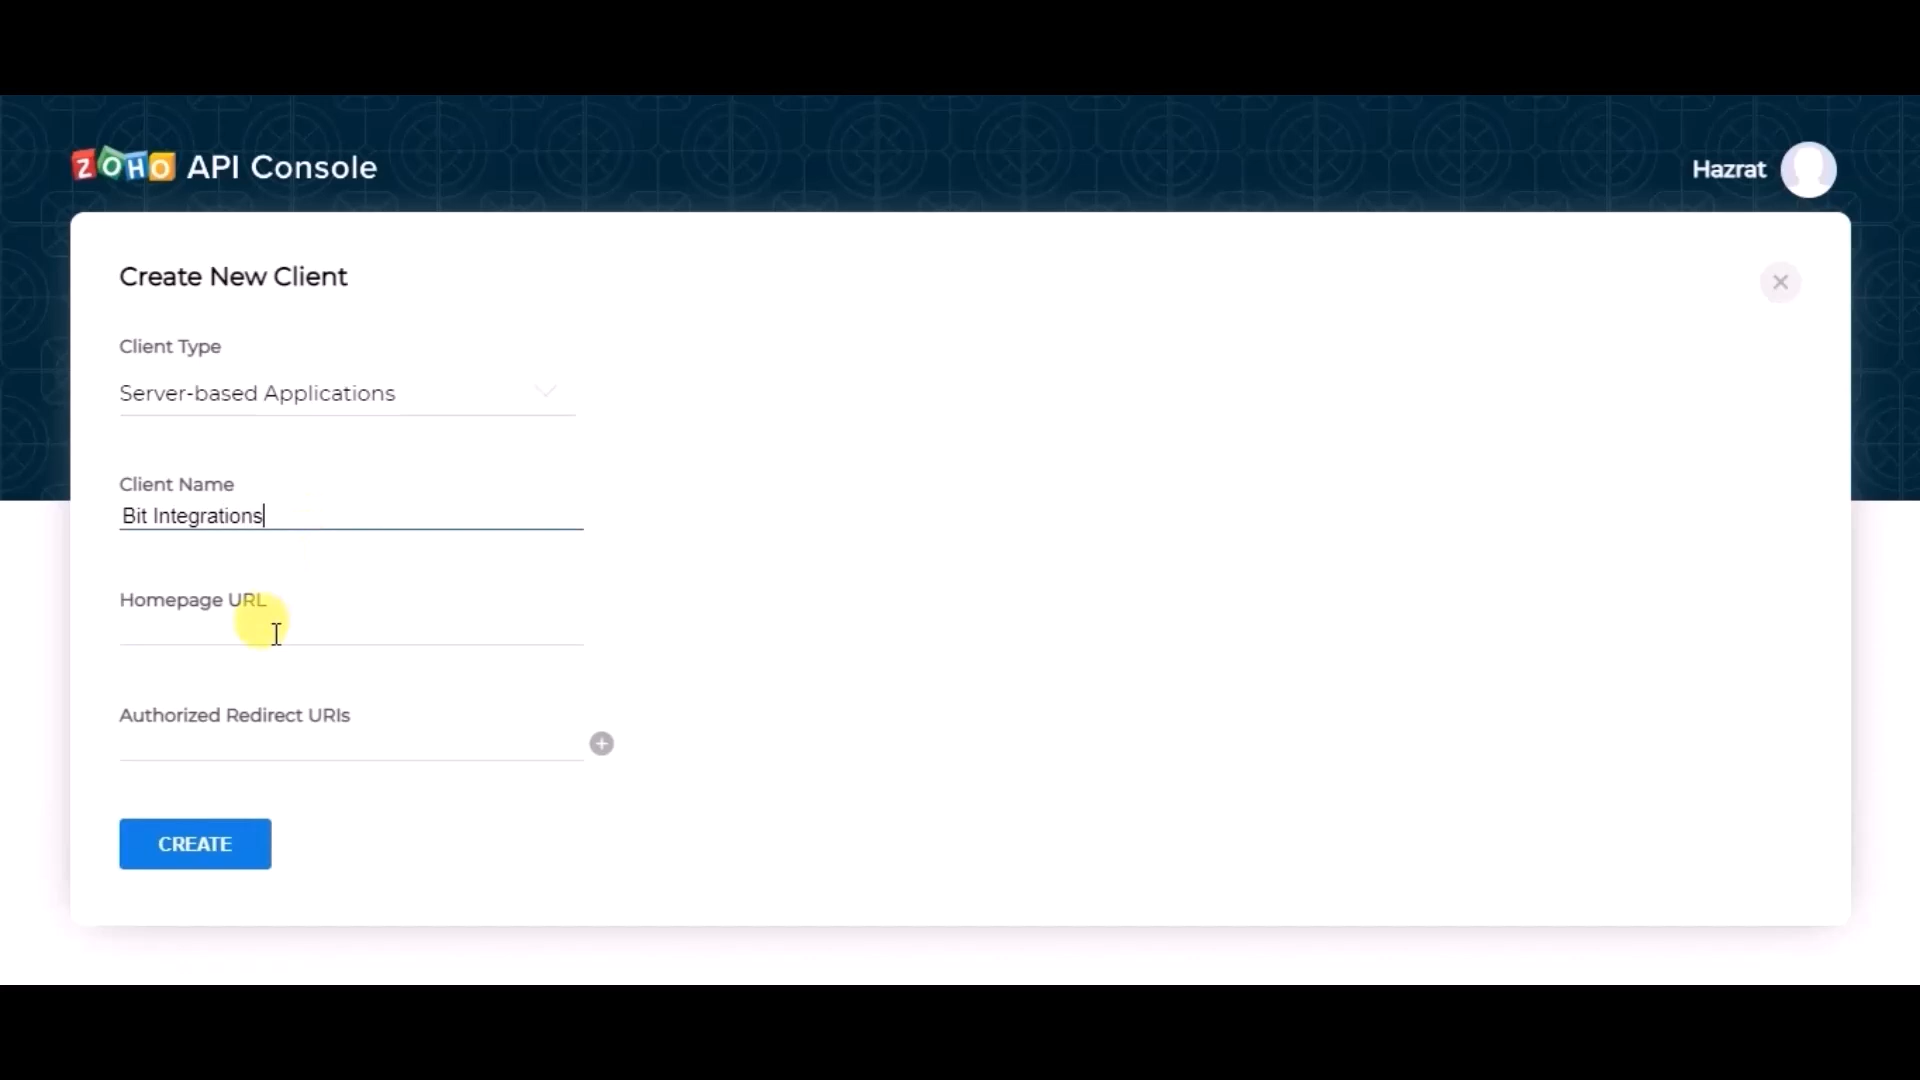 ZOHO API Console
Hazrat
Create New Client
Client Type
Server-based Applications
Client Name
Bit Integrations
Homepage URL
Authorized Redirect URIs
CREATE